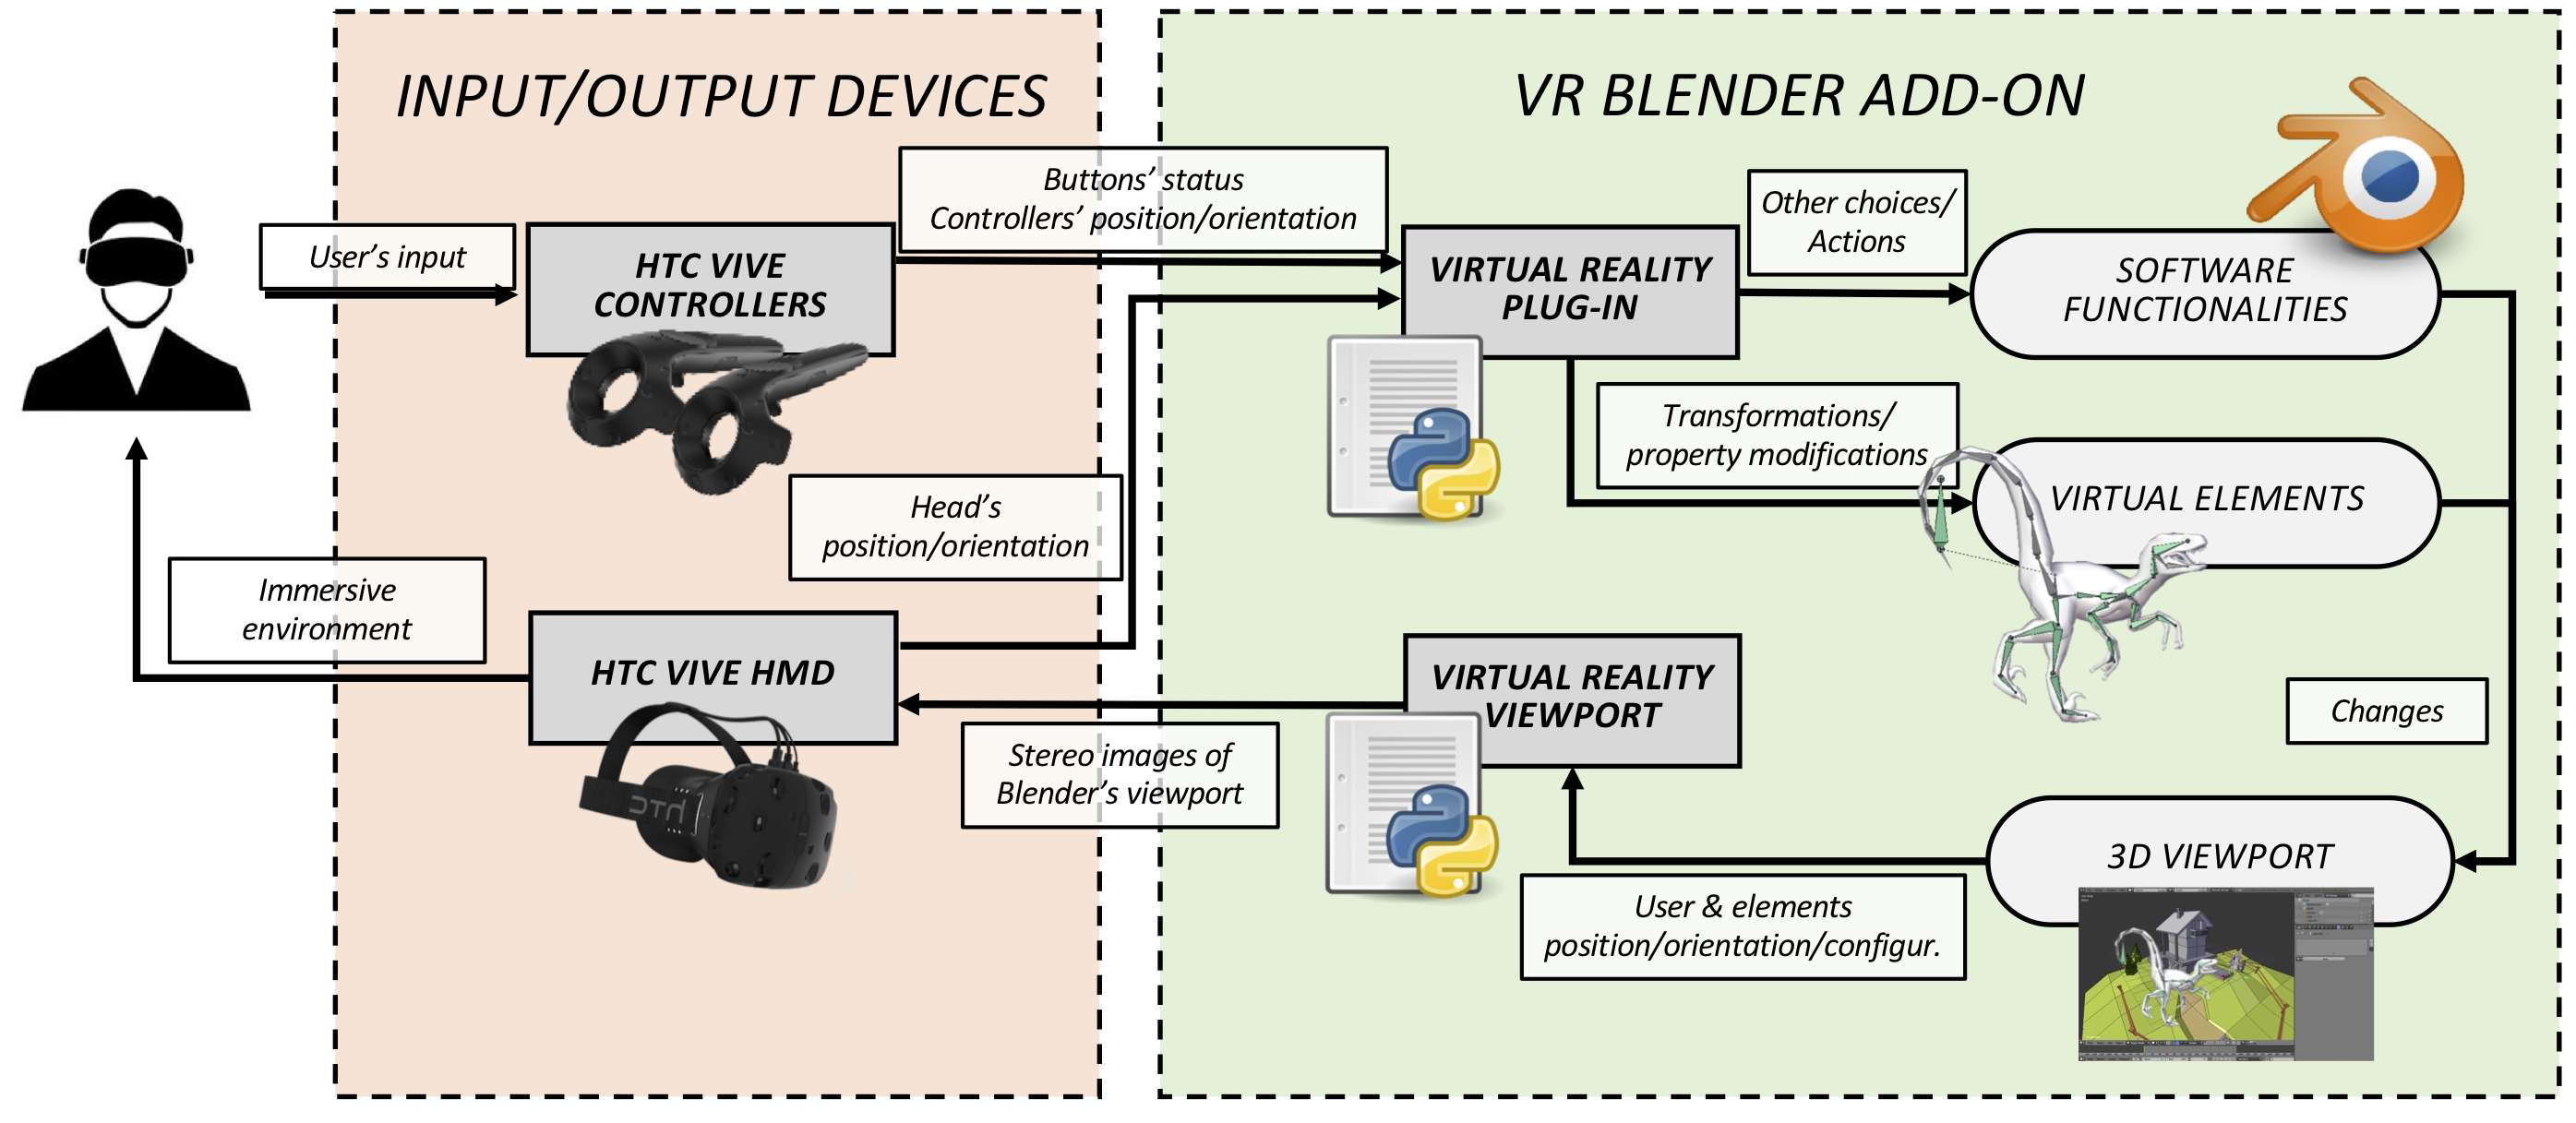 INPUT/OUTPUT DEVICES
VR BLENDER ADD-ON
Buttons’ status
Controllers’ position/orientation
Other choices/
Actions
User’s input
HTC VIVE
CONTROLLERS
VIRTUAL REALITY
PLUG-IN
SOFTWARE
FUNCTIONALITIES
Transformations/
property modifications
Head’s
position/orientation
VIRTUAL ELEMENTS
Immersive
environment
HTC VIVE HMD
VIRTUAL REALITY
VIEWPORT
Changes
Stereo images of
Blender’s viewport
3D VIEWPORT
User & elements
position/orientation/configur.